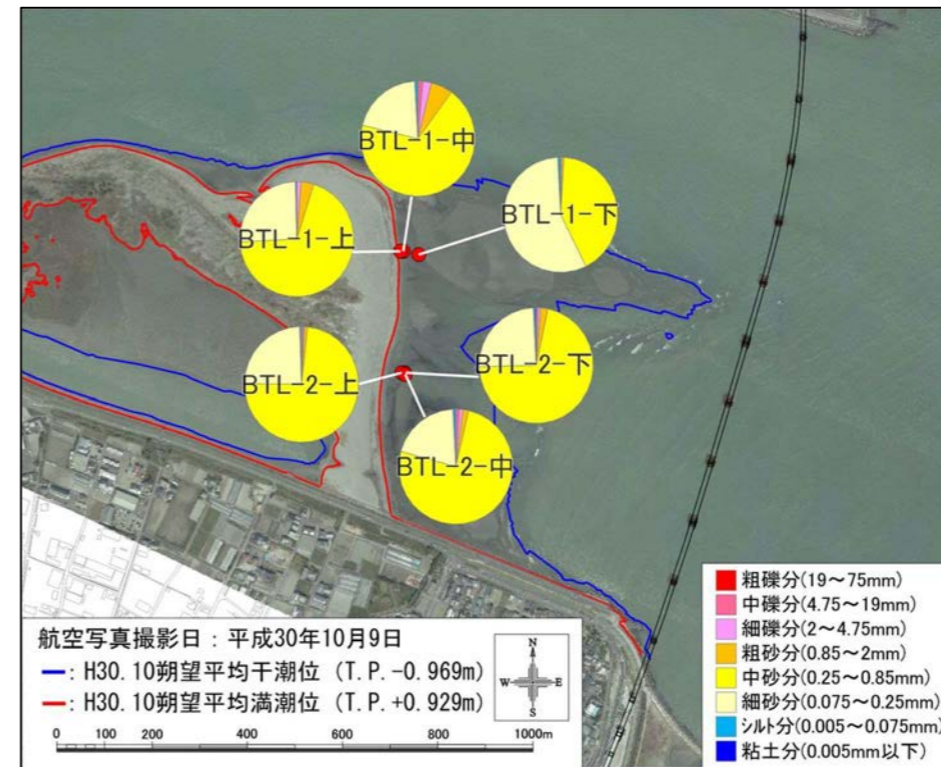 BTL-1-中
BTL-1-下
BTL-1-上
BTL-2-下
BTL-2-上
BTL-2-中
粗礫分(19～75mm)
中礫分(4.75～19mm)
細礫分(2～4.75mm)
粗砂分(0.85～2mm)
中砂分(0.25～0.85mm)
細砂分(0.075～0.25mm)
シルト分(0.005～0.075mm)
粘土分(0.005mm以下)
航空写真撮影日：平成30年10月9日
: H30.10朔望平均干潮位 (T.P.-0.969m)
: H30.10朔望平均満潮位 (T.P.+0.929m)
N
W E
S
0 100 200 400 600 800 1000m